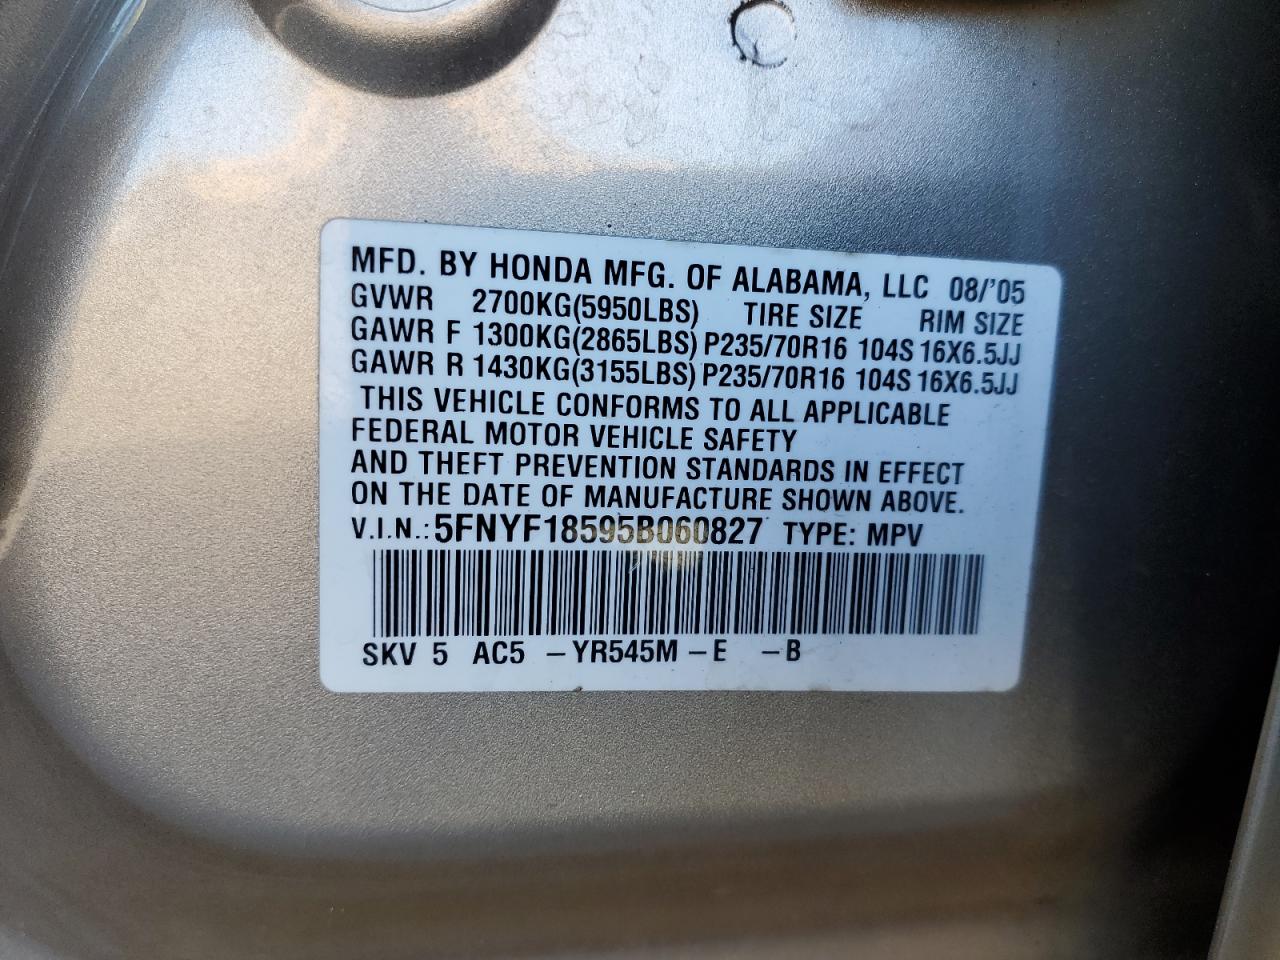 MFD. BY HONDA MFG. OF ALABAMA, LLC 08/'05
GVWR 2700KG(5950LBS) TIRE SIZE RIM SIZE
GAWR F 1300KG(2865LBS) P235/70R16 104S 16X6.5JJ
GAWR R 1430KG(3155LBS) P235/70R16 104S 16X6.5JJ
THIS VEHICLE CONFORMS TO ALL APPLICABLE
FEDERAL MOTOR VEHICLE SAFETY
AND THEFT PREVENTION STANDARDS IN EFFECT
ON THE DATE OF MANUFACTURE SHOWN ABOVE.
V.I.N.: 5FNYF18595B060827 TYPE: MPV
SKV 5 AC5 –YR545M –E –B